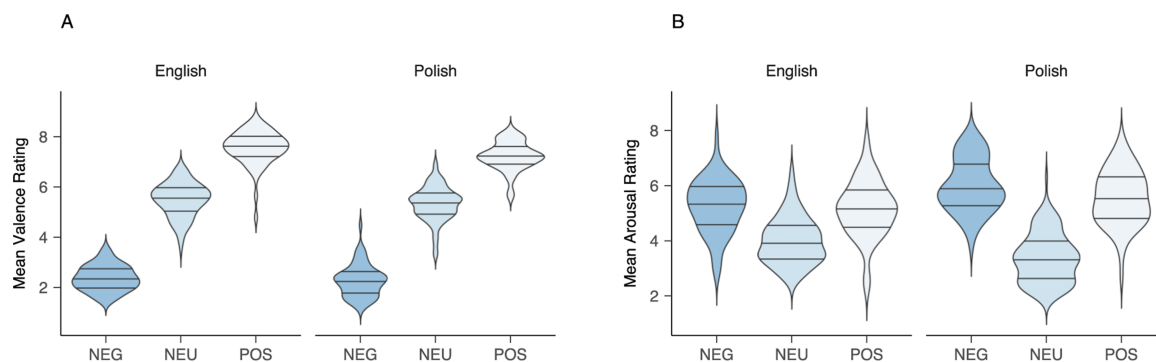 A
English
Polish
Mean Valence Rating
8
6
4
2
NEG
NEU
POS
NEG
NEU
POS
B
English
Polish
Mean Arousal Rating
8
6
4
2
NEG
NEU
POS
NEG
NEU
POS